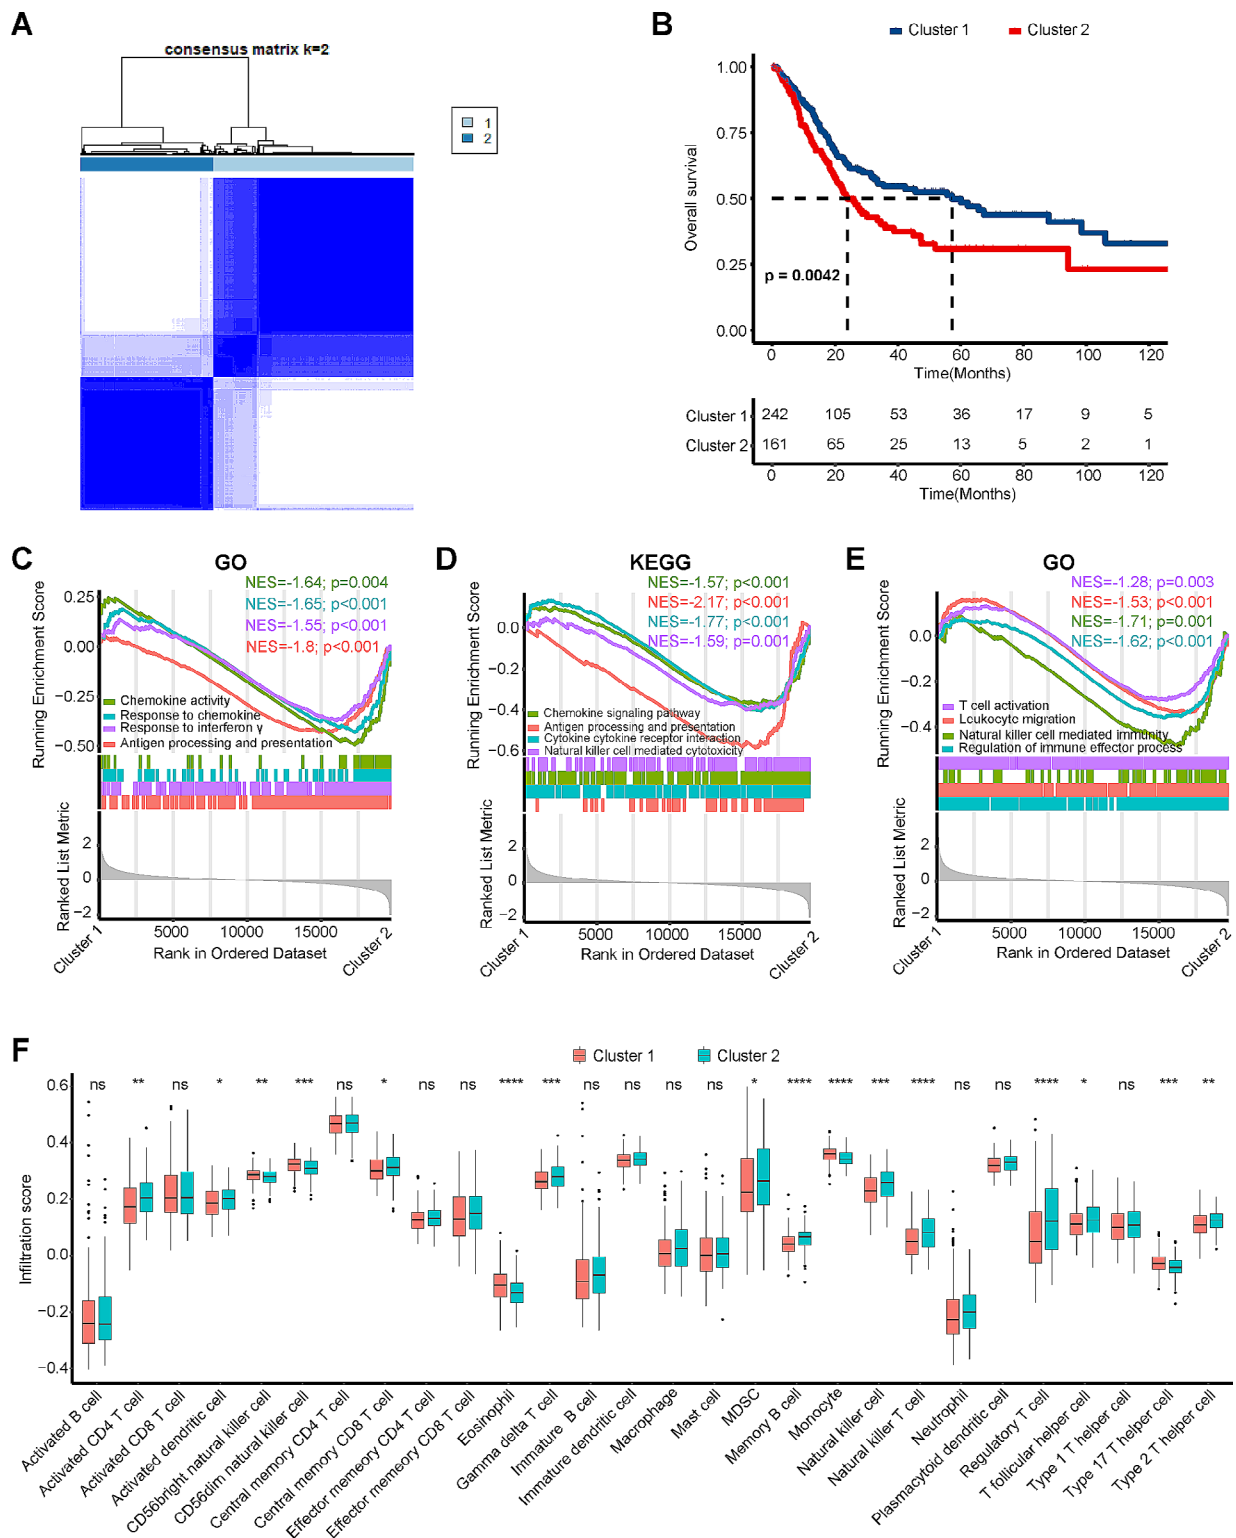 A
consensus matrix k=2
1
2
B
Cluster 1 Cluster 2
1.00
0.75
0.50
0.25
0.00
Overall survival
p = 0.0042
0 20 40 60 80 100 120
Time(Months)
Cluster 1 242 105 53 36 17 9 5
Cluster 2 161 65 25 13 5 2 1
0 20 40 60 80 100 120
Time(Months)
C
GO
NES=-1.64; p=0.004
NES=-1.65; p<0.001
NES=-1.55; p<0.001
NES=-1.8; p<0.001
0.25
0.00
−0.25
−0.50
Running Enrichment Score
Chemokine activity
Response to chemokine
Response to interferon γ
Antigen processing and presentation
2
0
−2
Ranked List Metric
Cluster 1 5000 10000 15000 Cluster 2
Rank in Ordered Dataset
D
KEGG
NES=-1.57; p<0.001
NES=-2.17; p<0.001
NES=-1.77; p<0.001
NES=-1.59; p=0.001
0.0
−0.2
−0.4
−0.6
Running Enrichment Score
Chemokine signaling pathway
Antigen processing and presentation
Cytokine cytokine receptor interaction
Natural killer cell mediated cytotoxicity
2
0
−2
Ranked List Metric
Cluster 1 5000 10000 15000 Cluster 2
Rank in Ordered Dataset
E
GO
NES=-1.28; p=0.003
NES=-1.53; p<0.001
NES=-1.71; p=0.001
NES=-1.62; p<0.001
0.0
−0.2
−0.4
Running Enrichment Score
T cell activation
Leukocyto migration
Natural killer cell mediated immunity
Regulation of immune effector process
2
0
−2
Ranked List Metric
Cluster 1 5000 10000 15000 Cluster 2
Rank in Ordered Dataset
F
Cluster 1 Cluster 2
ns ** ns * ** *** ns * ns ns **** *** ns ns ns ns * **** **** *** **** ns ns **** * ns *** **
0.6
0.4
0.2
0.0
−0.2
−0.4
Infiltration score
Activated B cell
Activated CD4 T cell
Activated CD8 T cell
Activated dendritic cell
CD56bright natural killer cell
CD56dim natural killer cell
Central memory CD4 T cell
Central memory CD8 T cell
Effector memeory CD4 T cell
Effector memeory CD8 T cell
Eosinophil
Gamma delta T cell
Immature B cell
Immature dendritic cell
Macrophage
Mast cell
MDSC
Memory B cell
Monocyte
Natural killer cell
Natural killer T cell
Neutrophil
Plasmacytoid dendritic cell
Regulatory T cell
T follicular helper cell
Type 1 T helper cell
Type 17 T helper cell
Type 2 T helper cell